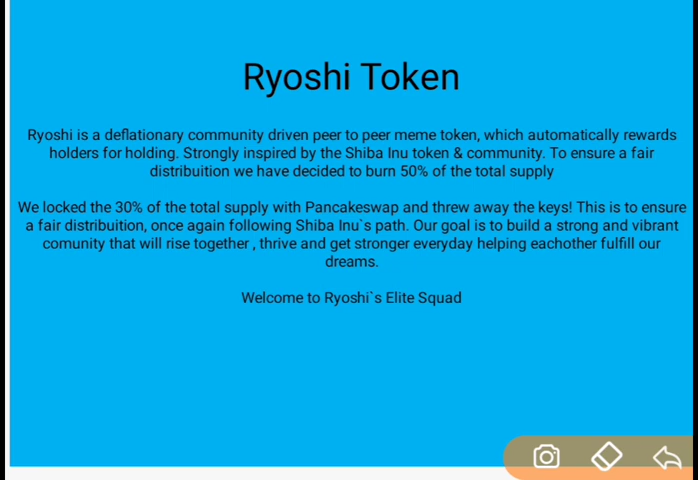 Ryoshi Token
Ryoshi is a deflationary community driven peer to peer meme token, which automatically rewards
holders for holding. Strongly inspired by the Shiba Inu token & community. To ensure a fair
distribuition we have decided to burn 50% of the total supply
We locked the 30% of the total supply with Pancakeswap and threw away the keys! This is to ensure
a fair distribuition, once again following Shiba Inu`s path. Our goal is to build a strong and vibrant
comunity that will rise together , thrive and get stronger everyday helping eachother fulfill our
dreams.
Welcome to Ryoshi`s Elite Squad